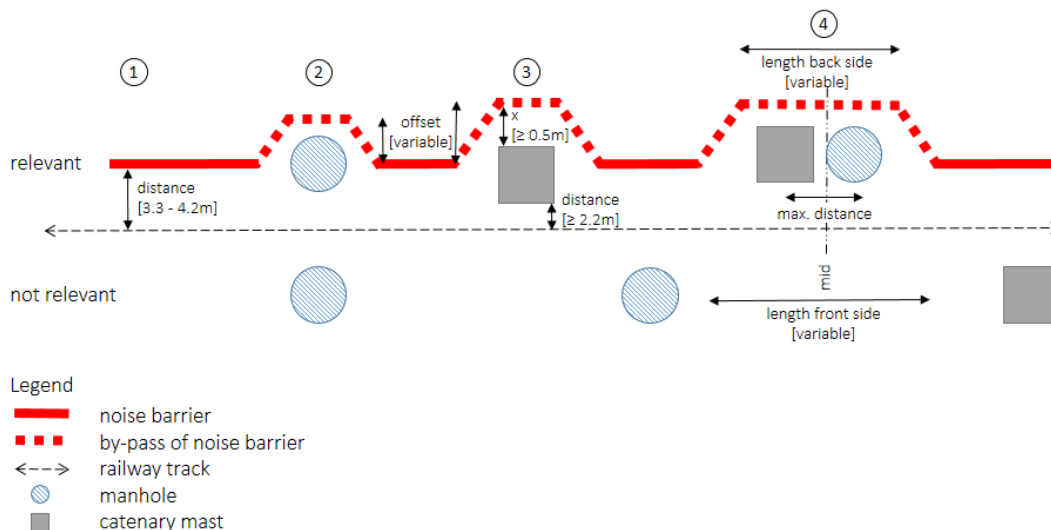 4
length back side
[variable]
1
2
3
offset
[variable]
x
[≥ 0.5m]
relevant
distance
[3.3 - 4.2m]
distance
[≥ 2.2m]
max. distance
mid
not relevant
length front side
[variable]
Legend
noise barrier
by-pass of noise barrier
railway track
manhole
catenary mast